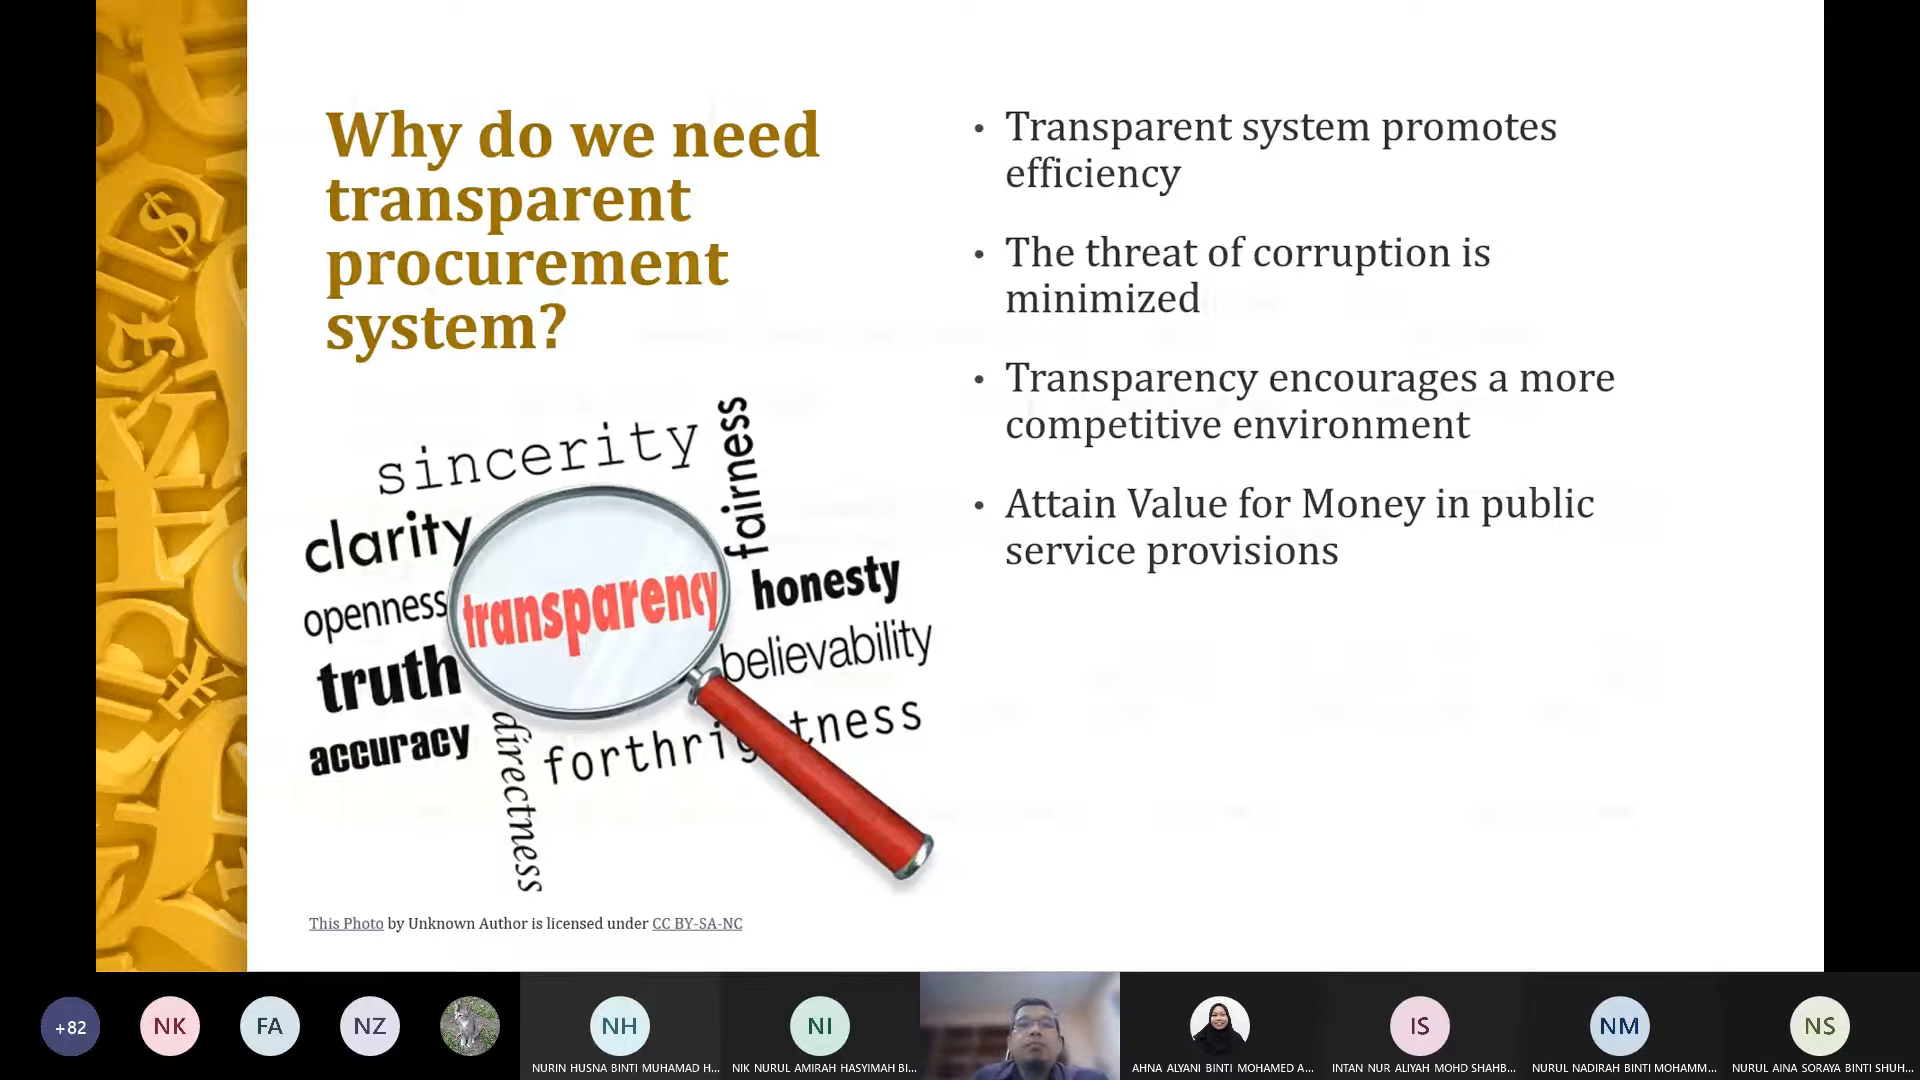 Why do we need
transparent
procurement
system?
• Transparent system promotes
efficiency
• The threat of corruption is
minimized
• Transparency encourages a more
competitive environment
• Attain Value for Money in public
service provisions
sincerity
fairness
clarity
openness
transparency
honesty
truth
believability
accuracy
directness
This Photo by Unknown Author is licensed under CC BY-SA-NC
+82
NK
FA
NZ
NH
NI
IS
NM
NS
NURIN HUSNA BINTI MUHAMAD H...
NIK NURUL AMIRAH HASYIMAH BI...
AHNA ALYANI BINTI MOHAMED A...
INTAN NUR ALIYAH MOHD SHAHB...
NURUL NADIRAH BINTI MOHAMM...
NURUL AINA SORAYA BINTI SHUH...